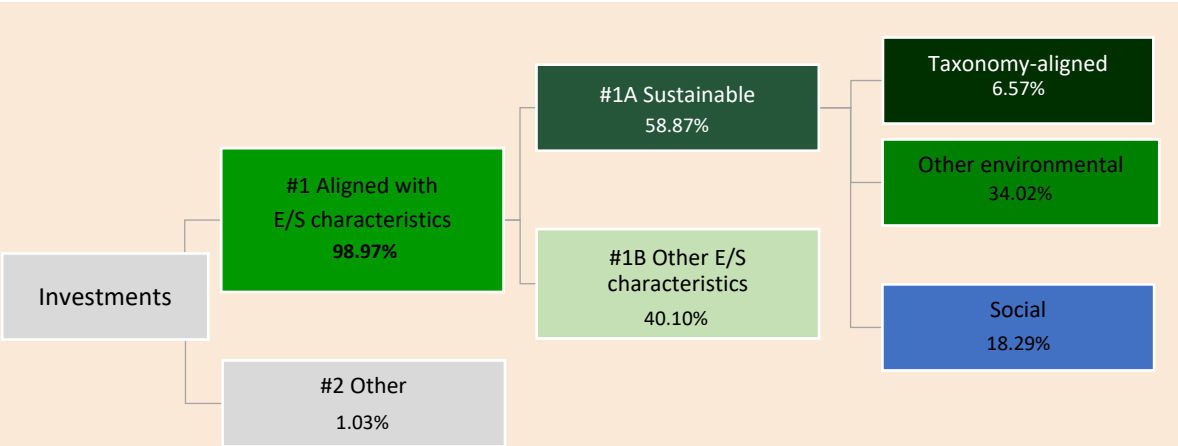 Investments
#1 Aligned with
E/S characteristics
98.97%
#2 Other
1.03%
#1A Sustainable
58.87%
#1B Other E/S
characteristics
40.10%
Taxonomy-aligned
6.57%
Other environmental
34.02%
Social
18.29%